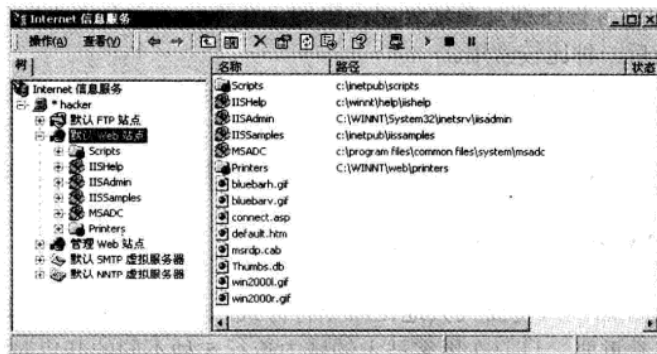 Internet 信息服务
操作(A) 查看(V)
树
名称 路径 状态
Internet 信息服务
* hacker
默认 FTP 站点
默认 Web 站点
Scripts
IISHelp
IISAdmin
IISSamples
MSADC
Printers
管理 Web 站点
默认 SMTP 虚拟服务器
默认 NNTP 虚拟服务器
Scripts c:\inetpub\scripts
IISHelp c:\winnt\help\iishelp
IISAdmin C:\WINNT\System32\inetsrv\iisadmin
IISSamples c:\inetpub\iissamples
MSADC c:\program files\common files\system\msadc
Printers C:\WINNT\web\printers
bluebarh.gif
bluebarv.gif
connect.asp
default.htm
msrdp.cab
Thumbs.db
win2000l.gif
win2000r.gif